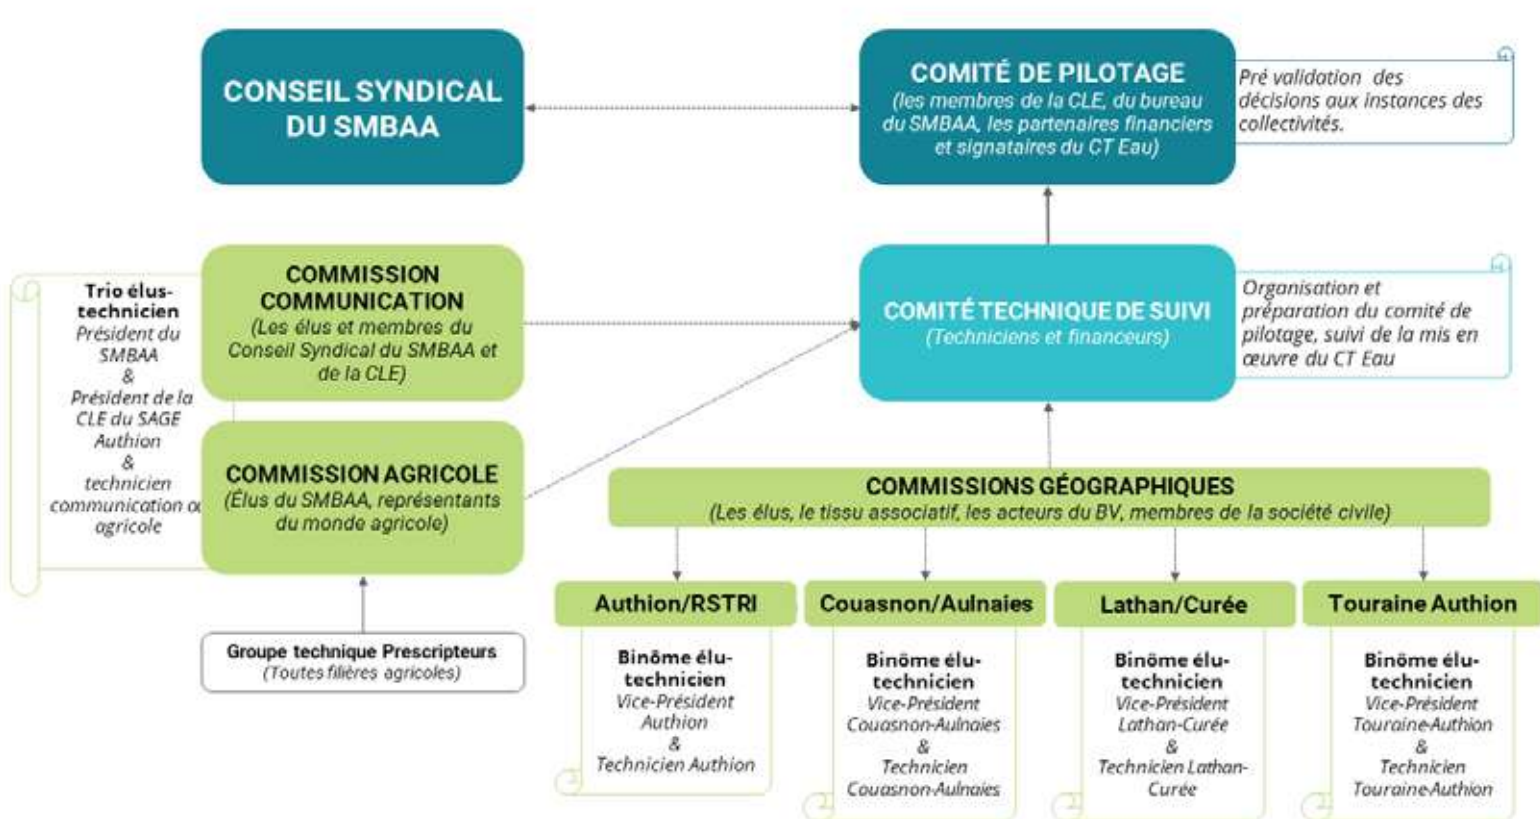 CONSEIL SYNDICAL
DU SMBAA
COMITÉ DE PILOTAGE
(les membres de la CLE, du bureau
du SMBAA, les partenaires financiers
et signataires du CT Eau)
Pré validation des
décisions aux instances des
collectivités.
Trio élus-
technicien
Président du
SMBAA
&
Président de la
CLE du SAGE
Authion
&
technicien
communication
agricole
COMMISSION
COMMUNICATION
(Les élus et membres du
Conseil Syndical du SMBAA et
de la CLE)
COMMISSION AGRICOLE
(Élus du SMBAA, représentants
du monde agricole)
Groupe technique Prescripteurs
(Toutes filières agricoles)
COMITÉ TECHNIQUE DE SUIVI
(Techniciens et financeurs)
Organisation et
préparation du comité de
pilotage, suivi de la mis en
œuvre du CT Eau
COMMISSIONS GÉOGRAPHIQUES
(Les élus, le tissu associatif, les acteurs du BV, membres de la société civile)
Authion/RSTRI
Binôme élu-
technicien
Vice-Président
Authion
&
Technicien Authion
Couasnon/Aulnaies
Binôme élu-
technicien
Vice-Président
Couasnon-Aulnaies
&
Technicien
Couasnon-Aulnaies
Lathan/Curée
Binôme élu-
technicien
Vice-Président
Lathan-Curée
&
Technicien Lathan-
Curée
Touraine Authion
Binôme élu-
technicien
Vice-Président
Touraine-Authion
&
Technicien
Touraine-Authion